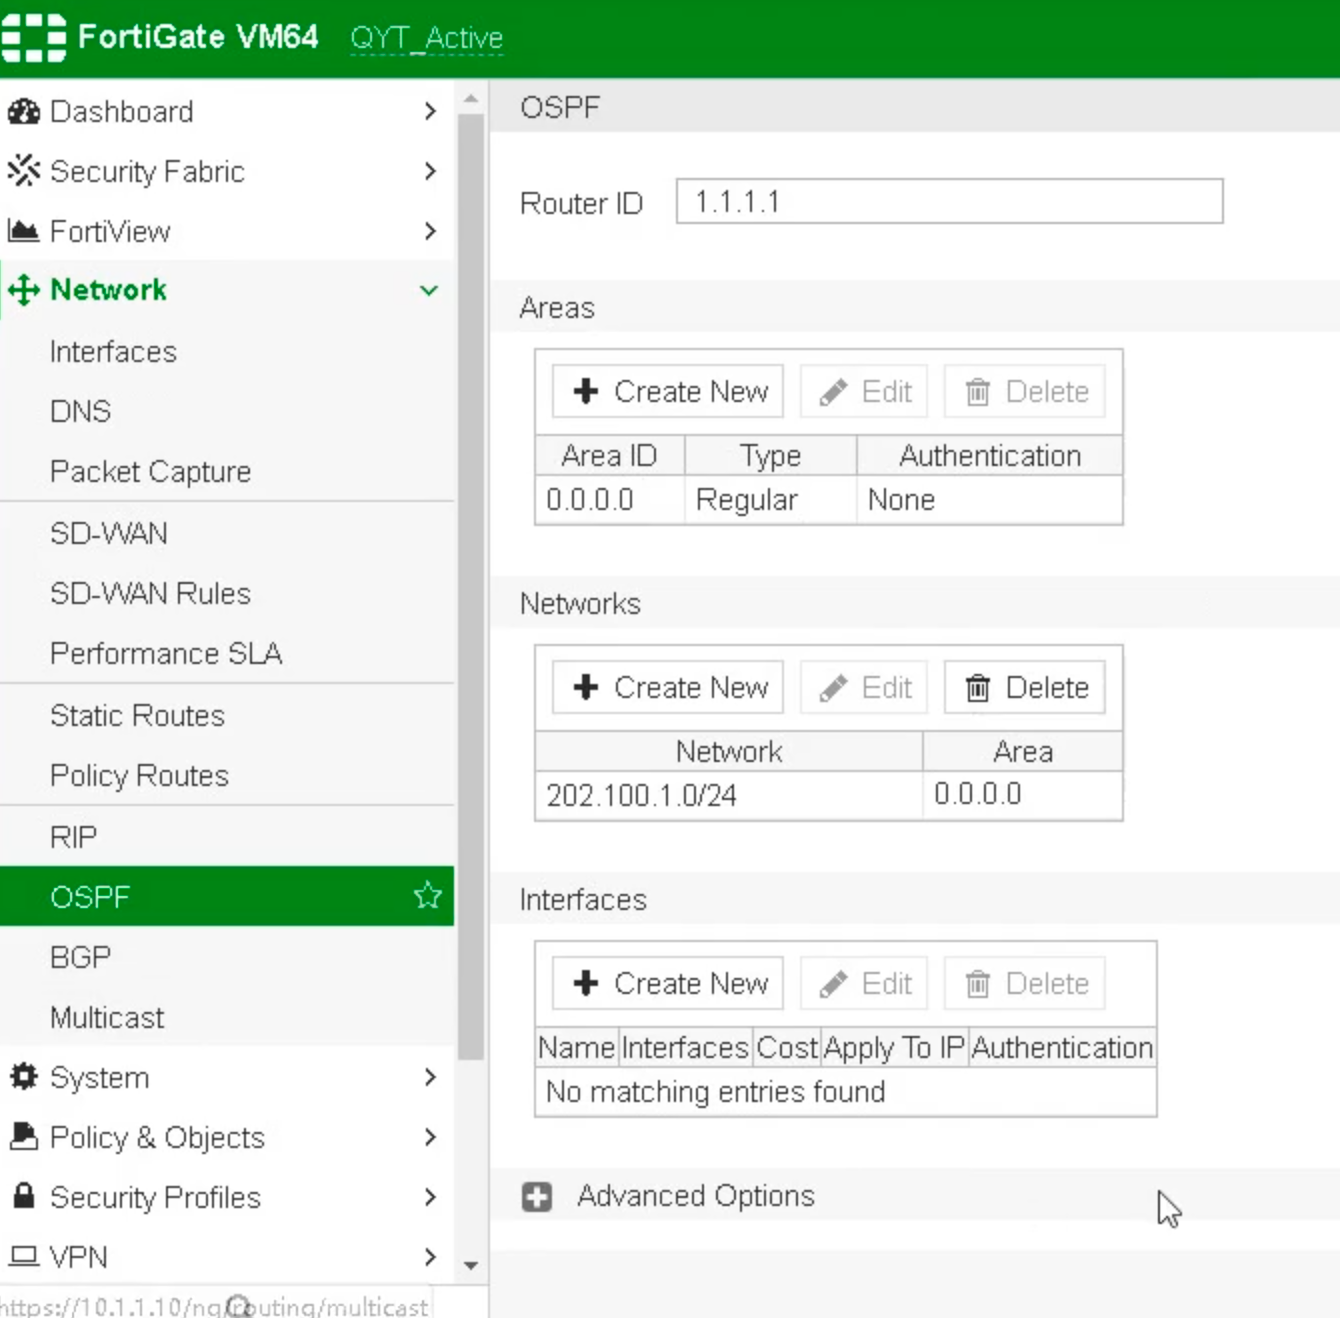 FortiGate VM64 QYT_Active
Dashboard
Security Fabric
FortiView
Network
Interfaces
DNS
Packet Capture
SD-WAN
SD-WAN Rules
Performance SLA
Static Routes
Policy Routes
RIP
OSPF
BGP
Multicast
System
Policy & Objects
Security Profiles
VPN
https://10.1.1.10/ng/routing/multicast
OSPF
Router ID 1.1.1.1
Areas
Create New Edit Delete
Area ID Type Authentication
0.0.0.0 Regular None
Networks
Create New Edit Delete
Network Area
202.100.1.0/24 0.0.0.0
Interfaces
Create New Edit Delete
Name Interfaces Cost Apply To IP Authentication
No matching entries found
Advanced Options